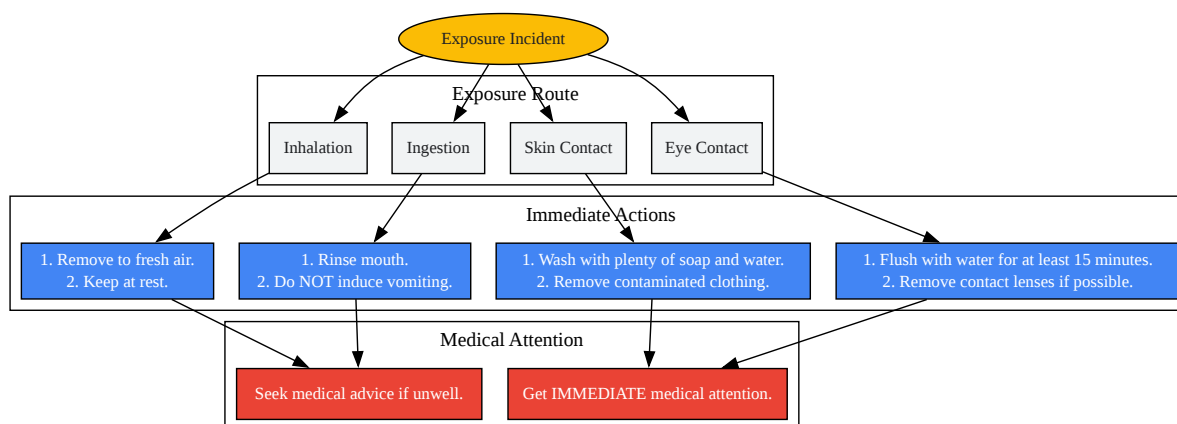 Exposure Incident
Exposure Route
Inhalation
Ingestion
Skin Contact
Eye Contact
Immediate Actions
1. Remove to fresh air.
2. Keep at rest.
1. Rinse mouth.
2. Do NOT induce vomiting.
1. Wash with plenty of soap and water.
2. Remove contaminated clothing.
1. Flush with water for at least 15 minutes.
2. Remove contact lenses if possible.
Medical Attention
Seek medical advice if unwell.
Get IMMEDIATE medical attention.